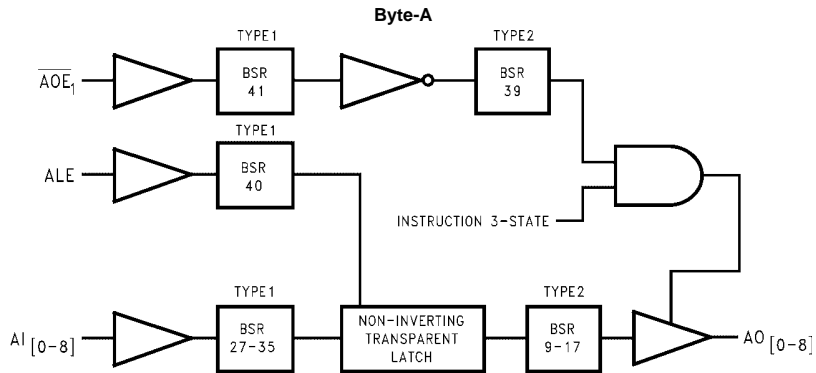 Byte-A
TYPE1
TYPE2
AOE1
BSR
41
BSR
39
TYPE1
ALE
BSR
40
INSTRUCTION 3-STATE
TYPE1
TYPE2
AI[0-8]
BSR
27-35
NON-INVERTING
TRANSPARENT
LATCH
BSR
9-17
AO[0-8]